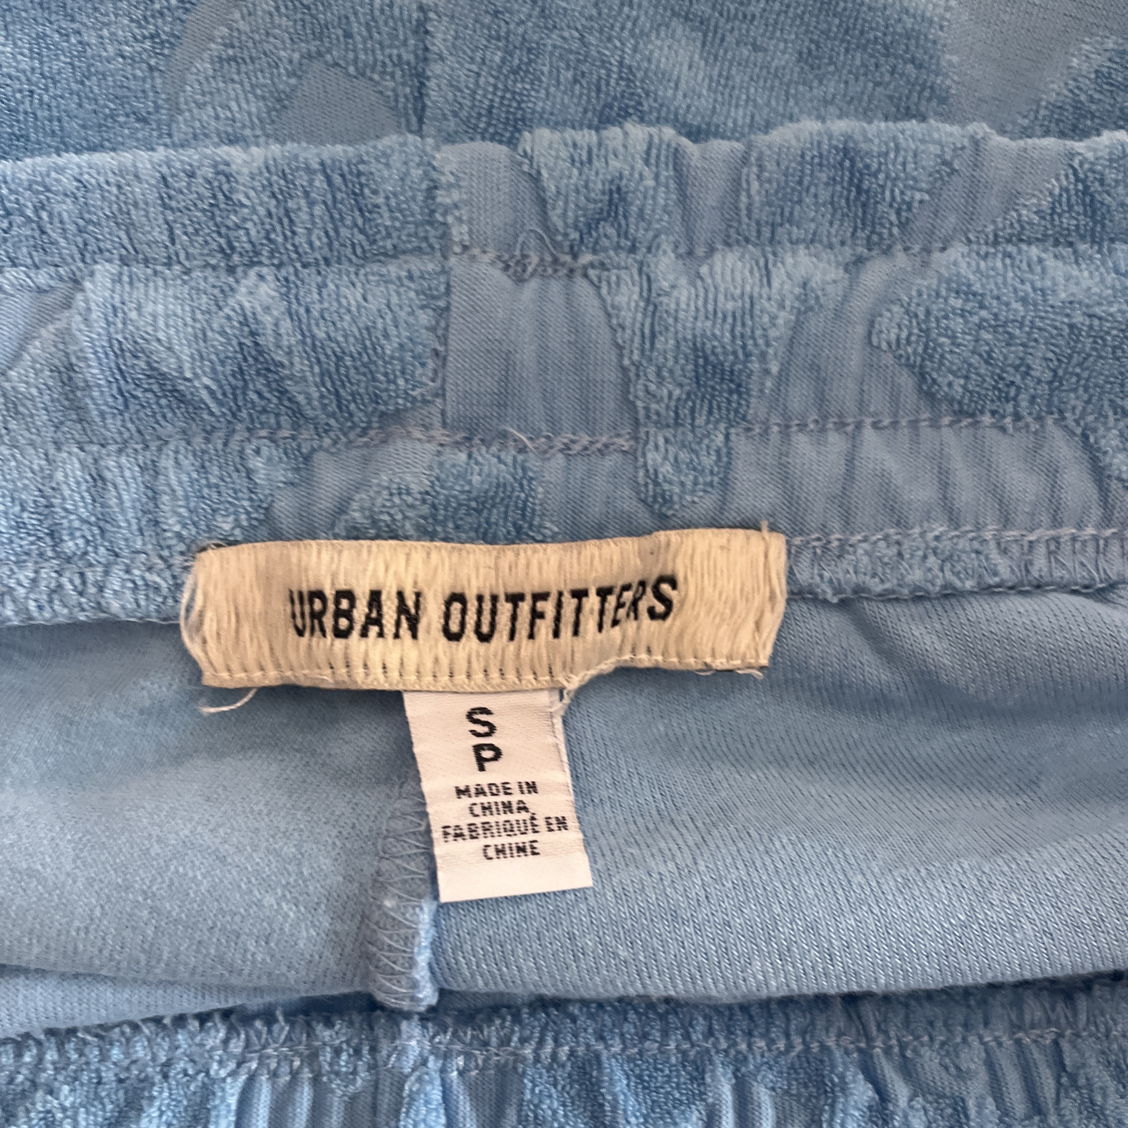 URBAN OUTFITTERS
S
P
MADE IN
CHINA,
FABRIQUÉ EN
CHINE